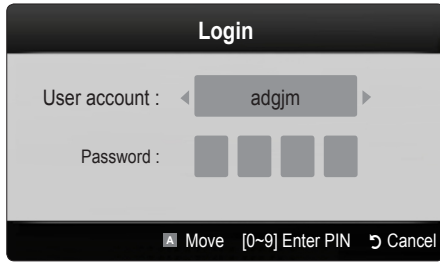 Login
User account : adgjm
Password :
A Move [0~9] Enter PIN Cancel